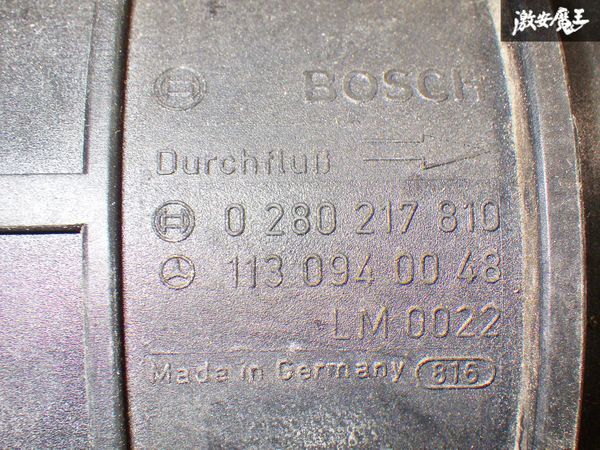 激安魔王
BOSCH
Durchfluß
0 280 217 810
113 094 00 48
LM 0022
Made in Germany 816